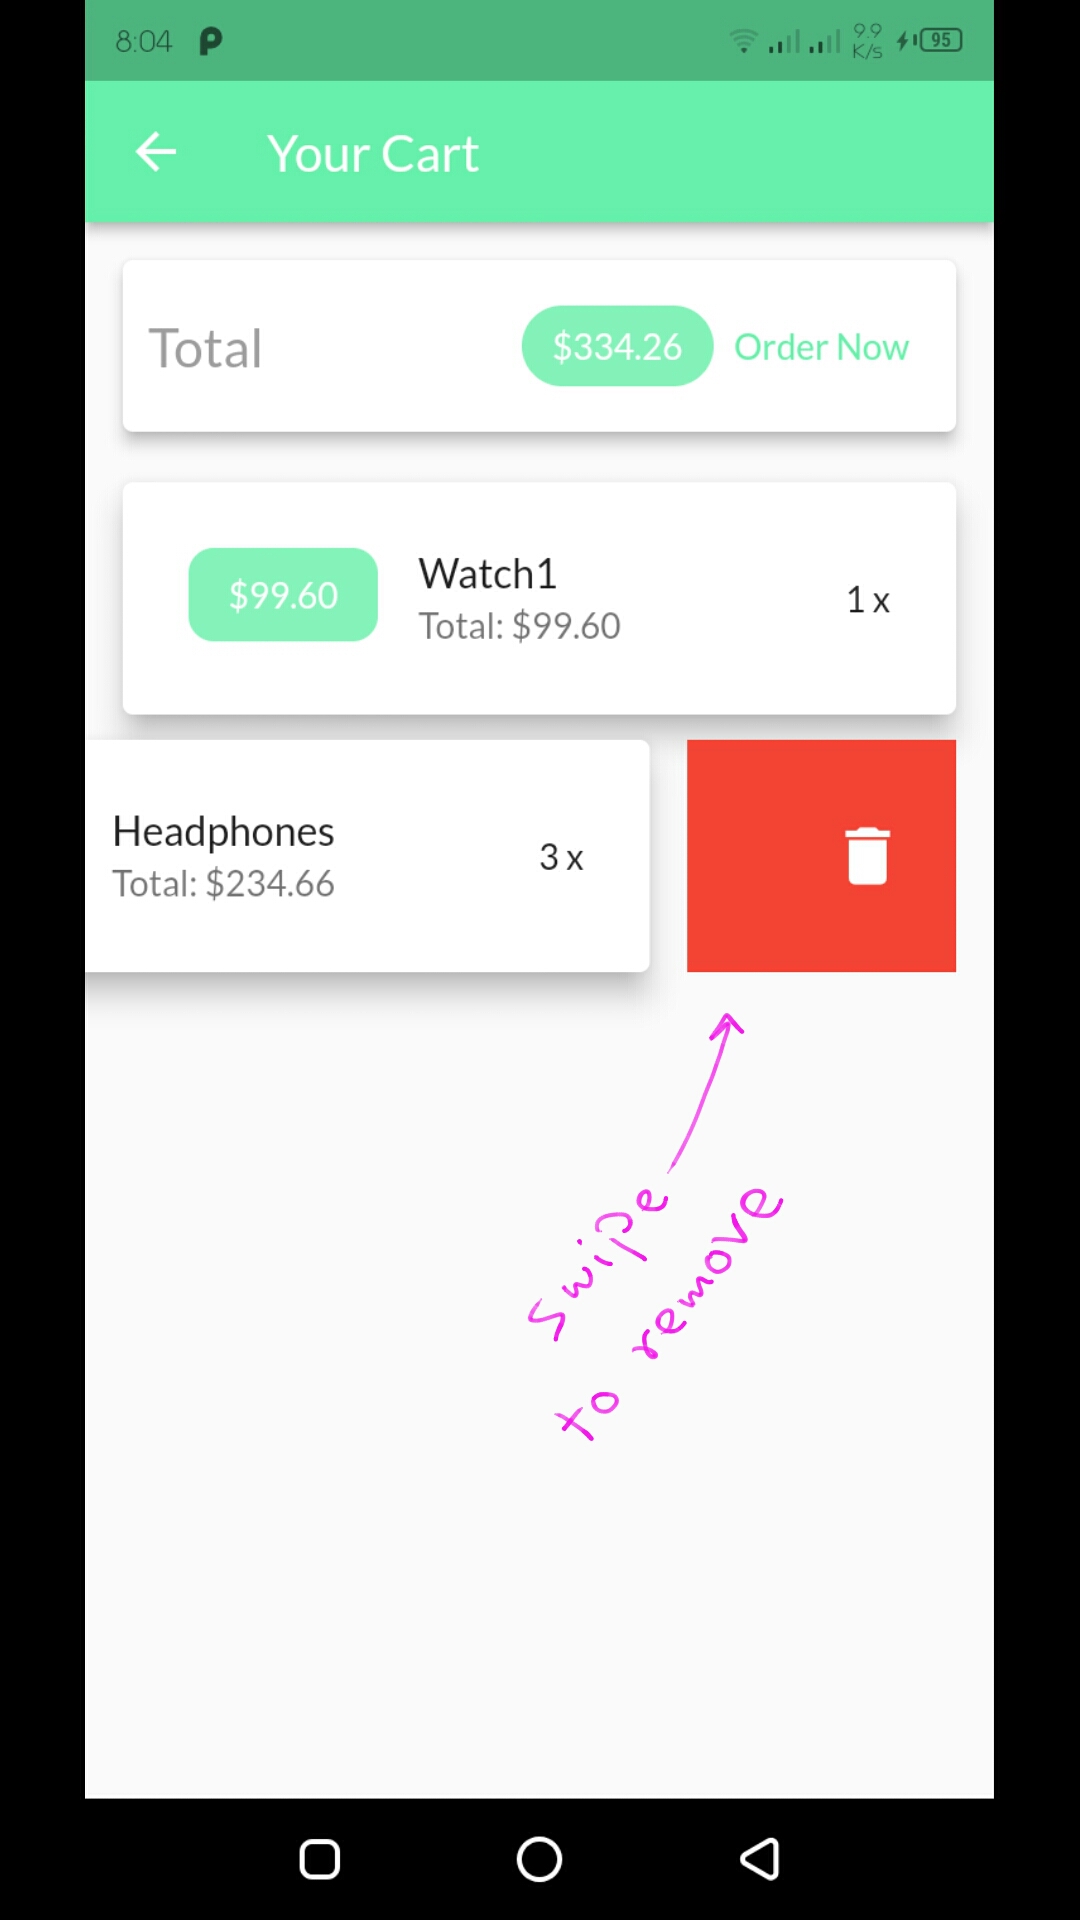 8:04
9.9
K/s
95
Your Cart
Total
$334.26
Order Now
$99.60
Watch1
Total: $99.60
1 x
Headphones
Total: $234.66
3 x
swipe
to remove